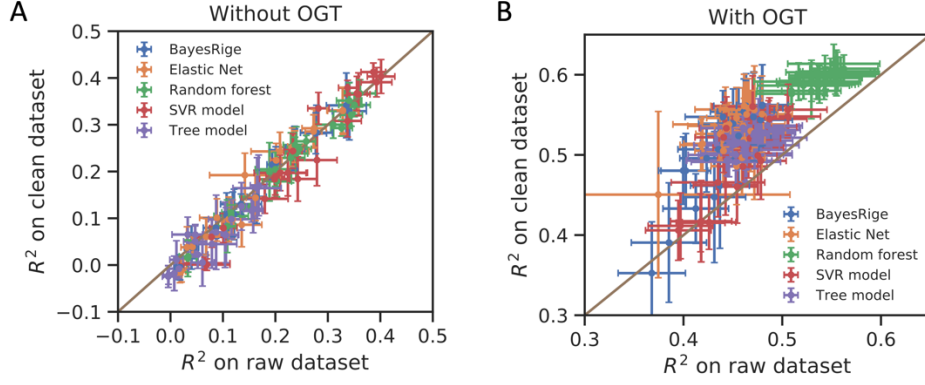 A
Without OGT
0.5
0.4
0.3
0.2
0.1
0.0
−0.1
−0.1
0.0
0.1
0.2
0.3
0.4
0.5
R² on clean dataset
R² on raw dataset
BayesRige
Elastic Net
Random forest
SVR model
Tree model
B
With OGT
0.6
0.5
0.4
0.3
0.3
0.4
0.5
0.6
R² on clean dataset
R² on raw dataset
BayesRige
Elastic Net
Random forest
SVR model
Tree model